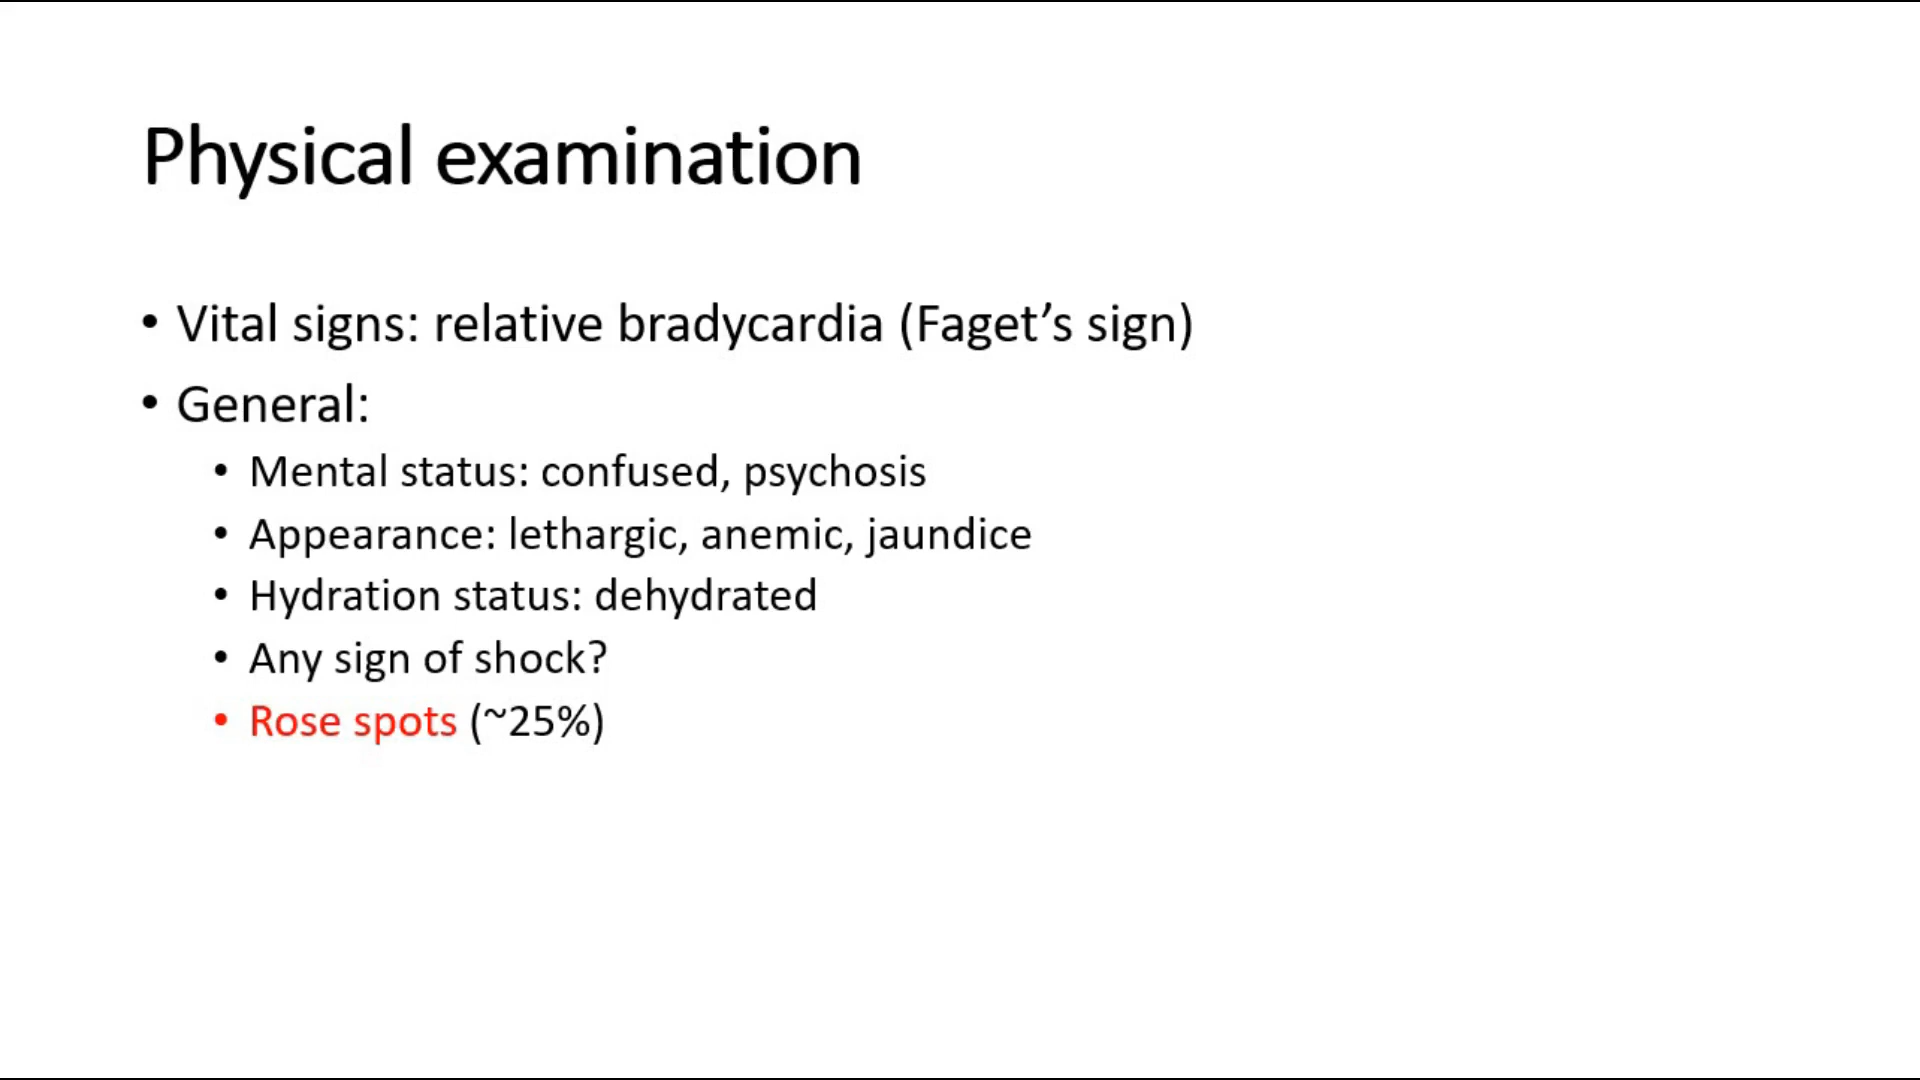 Physical examination
• Vital signs: relative bradycardia (Faget’s sign)
• General:
• Mental status: confused, psychosis
• Appearance: lethargic, anemic, jaundice
• Hydration status: dehydrated
• Any sign of shock?
• Rose spots (~25%)